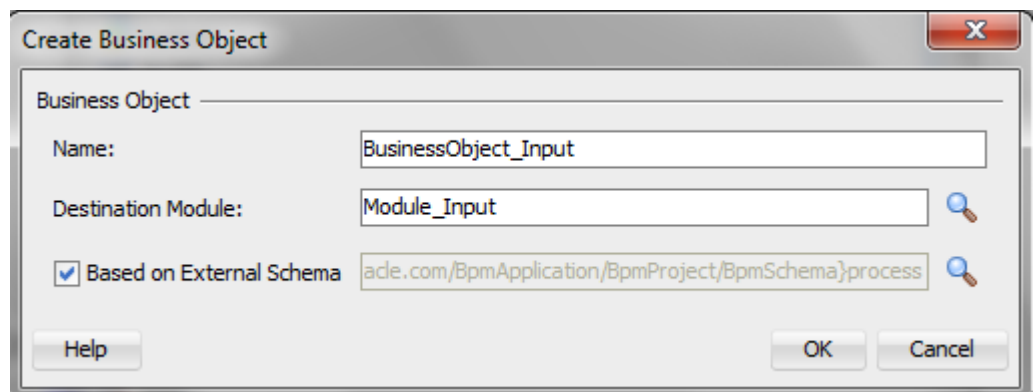 Create Business Object
Business Object
Name: BusinessObject_Input
Destination Module: Module_Input
Based on External Schema acle.com/BpmApplication/BpmProject/BpmSchema}process
Help OK Cancel